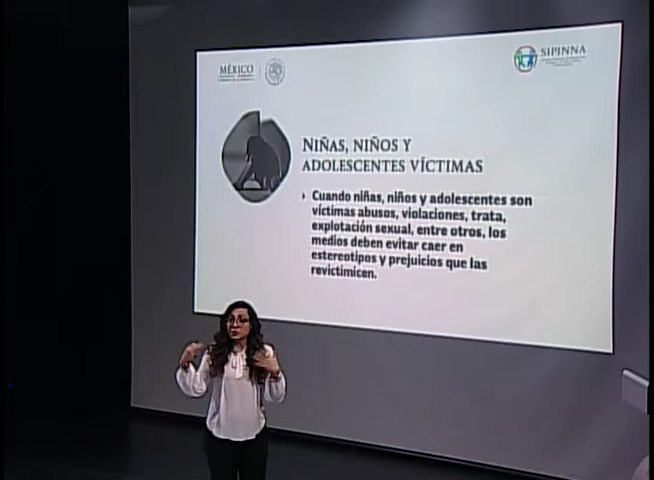 MÉXICO
SIPINNA
NIÑAS, NIÑOS Y
ADOLESCENTES VÍCTIMAS
Cuando niñas, niños y adolescentes son
víctimas abusos, violaciones, trata,
explotación sexual, entre otros, los
medios deben evitar caer en
estereotipos y prejuicios que las
revictimicen.